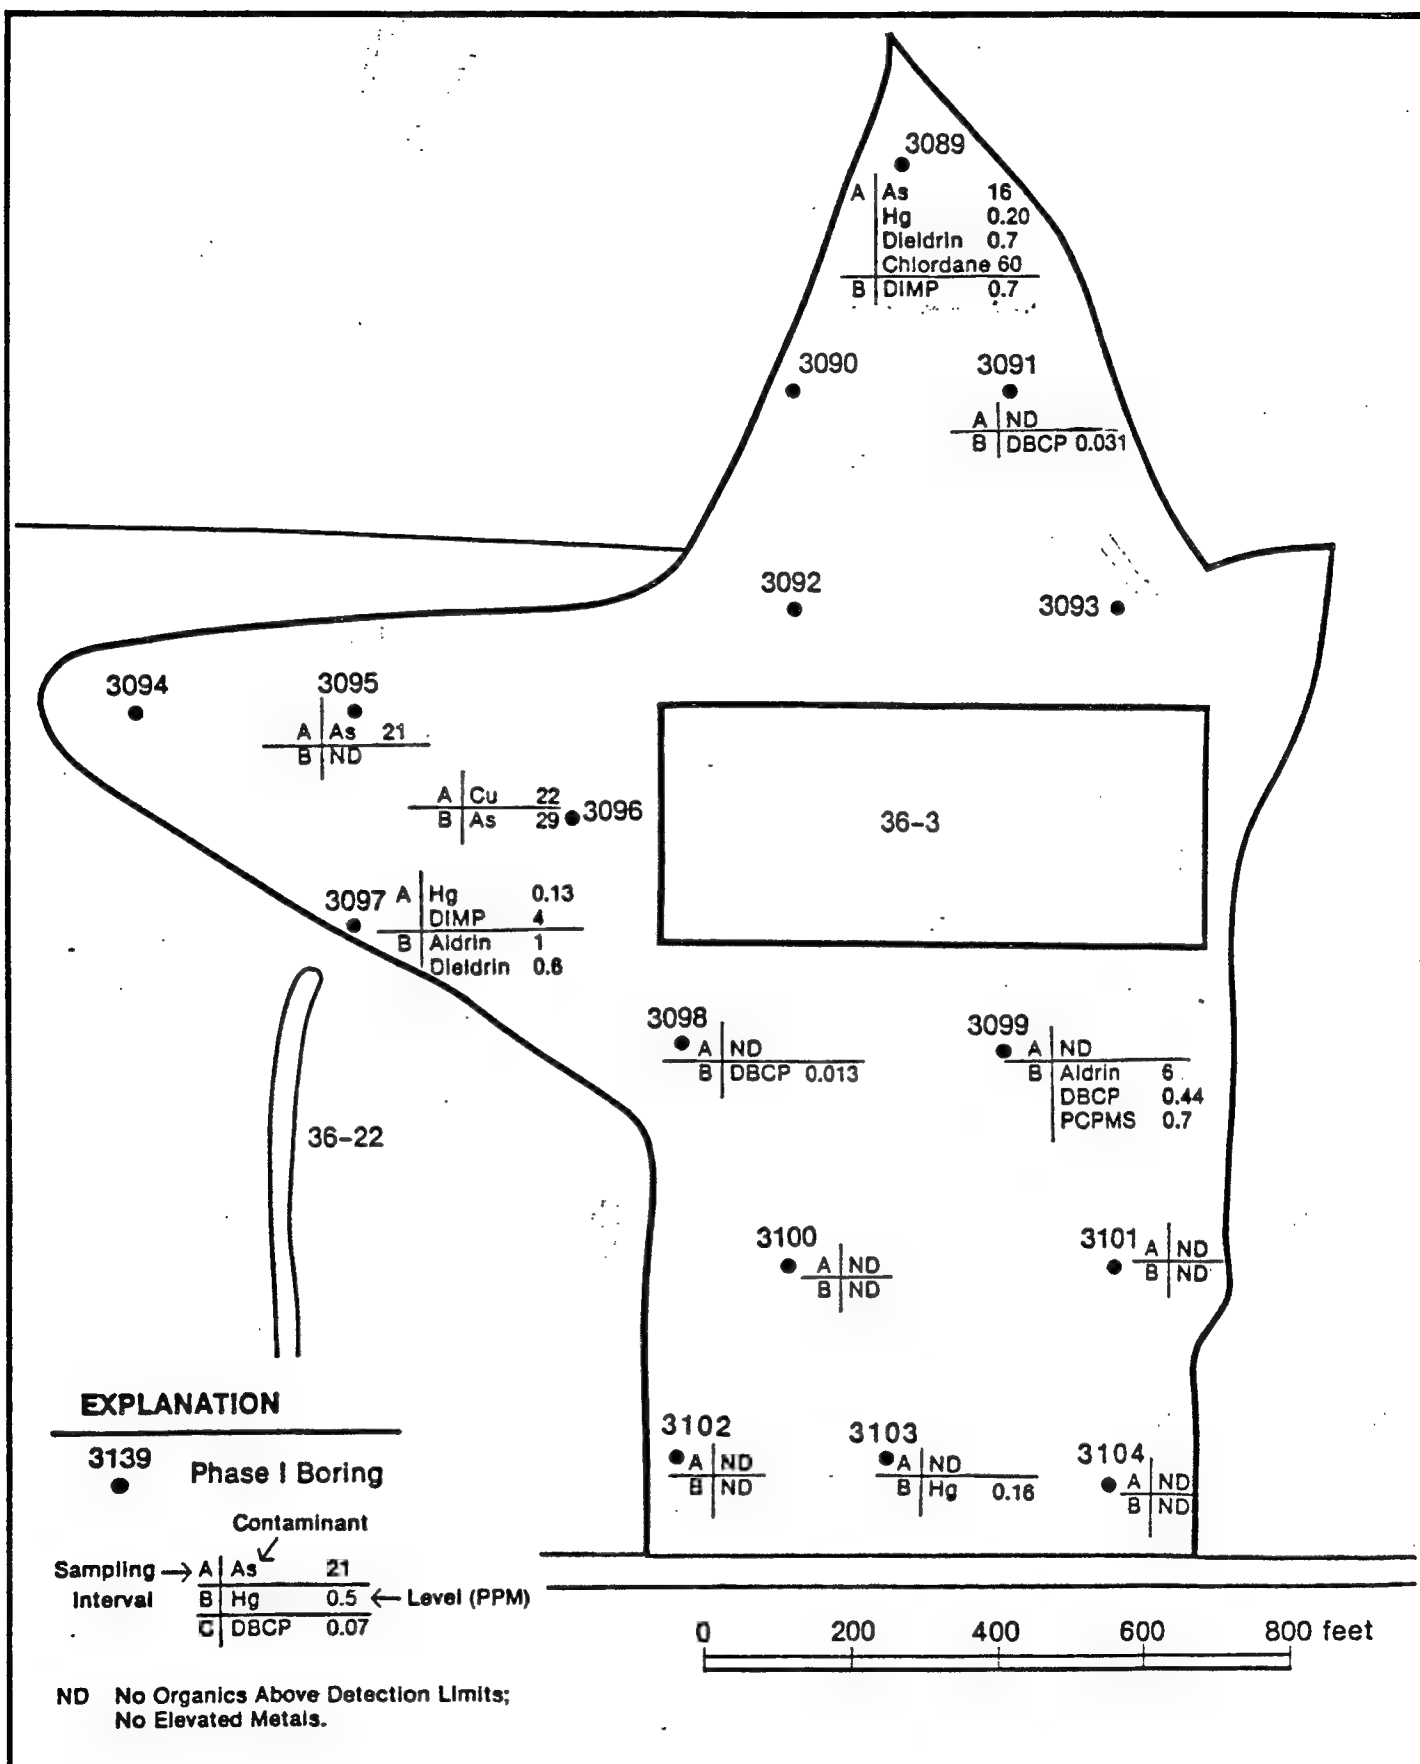 3089
A As 16
Hg 0.20
Dieldrin 0.7
Chlordane 60
B DIMP 0.7
3090
3091
A ND
B DBCP 0.031
3092
3093
3094
3095
A As 21
B ND
A Cu 22
B As 29
3096
36-3
3097
A Hg 0.13
DIMP 4
B Aldrin 1
Dieldrin 0.6
3098
A ND
B DBCP 0.013
3099
A ND
B Aldrin 6
DBCP 0.44
PCPMS 0.7
36-22
3100
A ND
B ND
3101
A ND
B ND
3102
A ND
B ND
3103
A ND
B Hg 0.16
3104
A ND
B ND
EXPLANATION
3139
Phase I Boring
Contaminant
Sampling → A As 21
Interval B Hg 0.5 ← Level (PPM)
C DBCP 0.07
0 200 400 600 800 feet
ND No Organics Above Detection Limits;
No Elevated Metals.